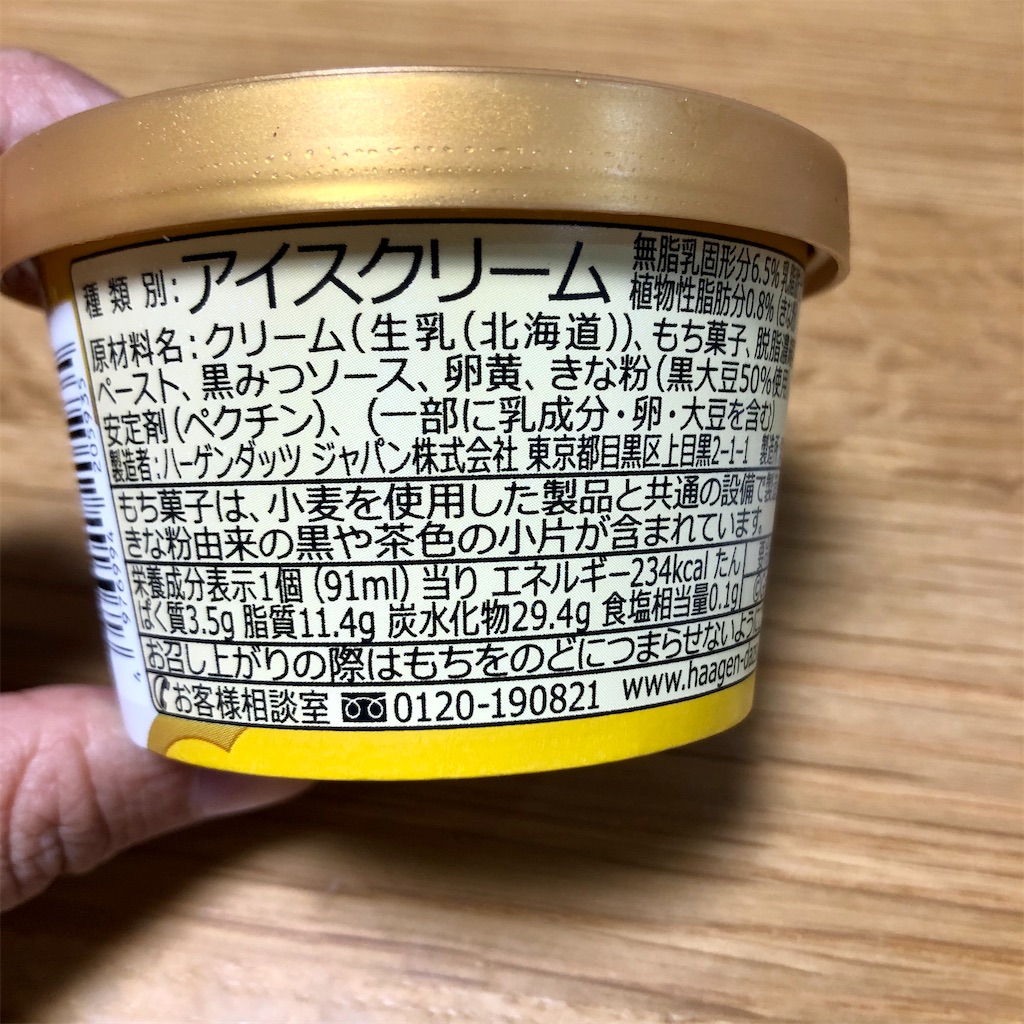 種類別:アイスクリーム
無脂乳固形分6.5%
植物性脂肪分0.8%
原材料名:クリーム(生乳(北海道))、もち菓子、脱脂濃
ペースト、黒みつソース、卵黄、きな粉(黒大豆50%使
安定剤(ペクチン)、(一部に乳成分・卵・大豆を含む)
製造者:ハーゲンダッツ ジャパン株式会社 東京都目黒区上目黒2-1-1
もち菓子は、小麦を使用した製品と共通の設備で製
きな粉由来の黒や茶色の小片が含まれています。
栄養成分表示1個 (91ml) 当り エネルギー234kcal たん
ぱく質3.5g 脂質11.4g 炭水化物29.4g 食塩相当量0.1g
お召し上がりの際はもちをのどにつまらせないように
お客様相談室 0120-190821 www.haagen-daz